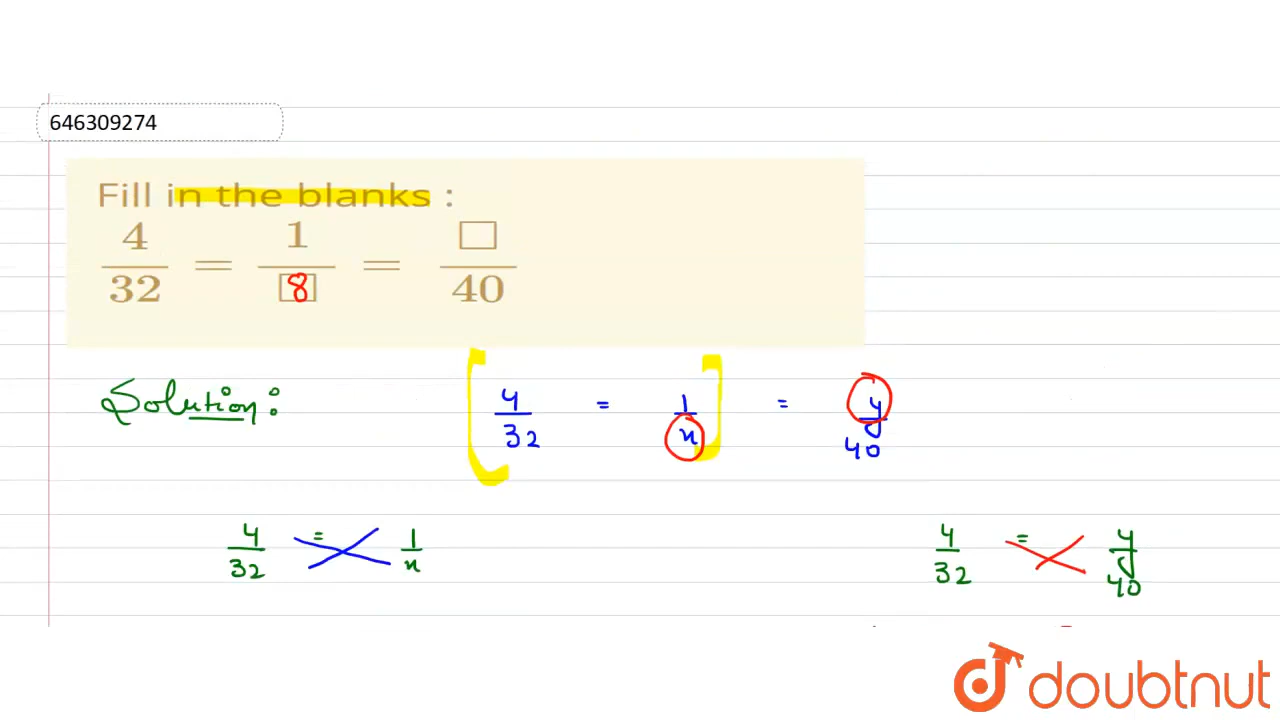 646309274
Fill in the blanks :
4/32 = 1/□ 8 = □/40
Solution:
4/32 = 1/x = y/40
4/32 = 1/x 4/32 = y/40
doubtnut